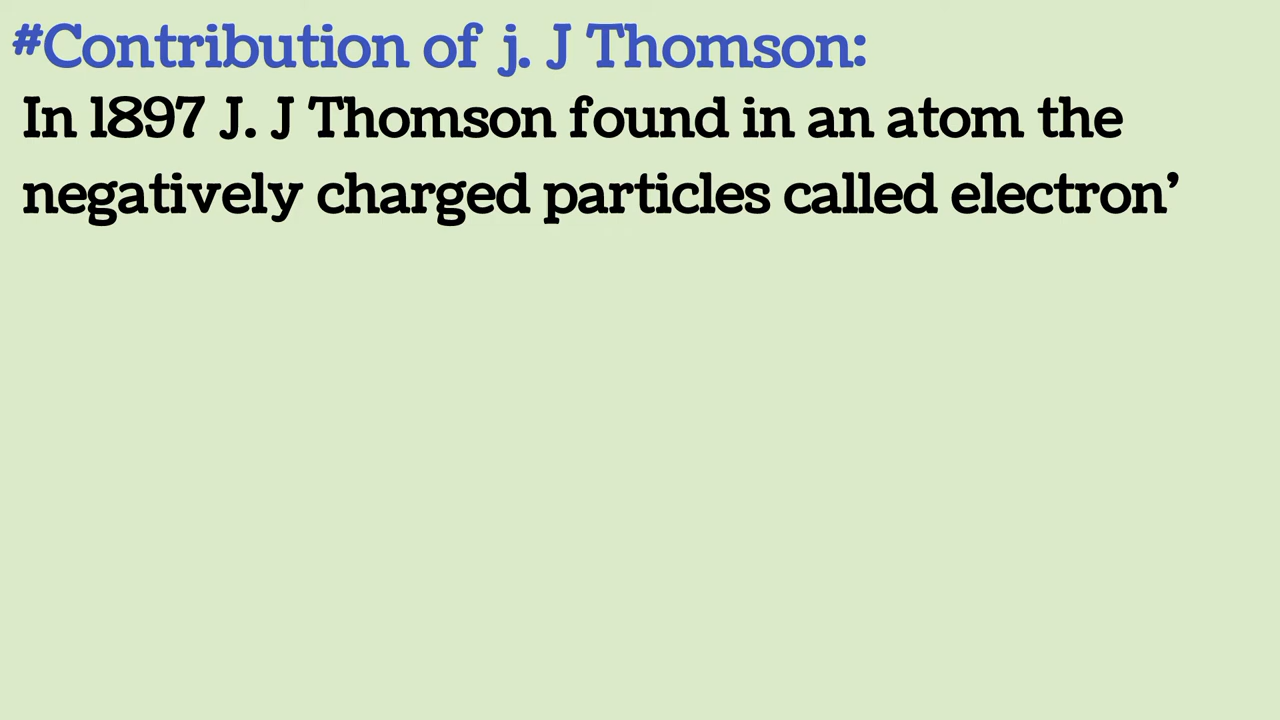 #Contribution of j. J Thomson:
In 1897 J. J Thomson found in an atom the
negatively charged particles called electron’